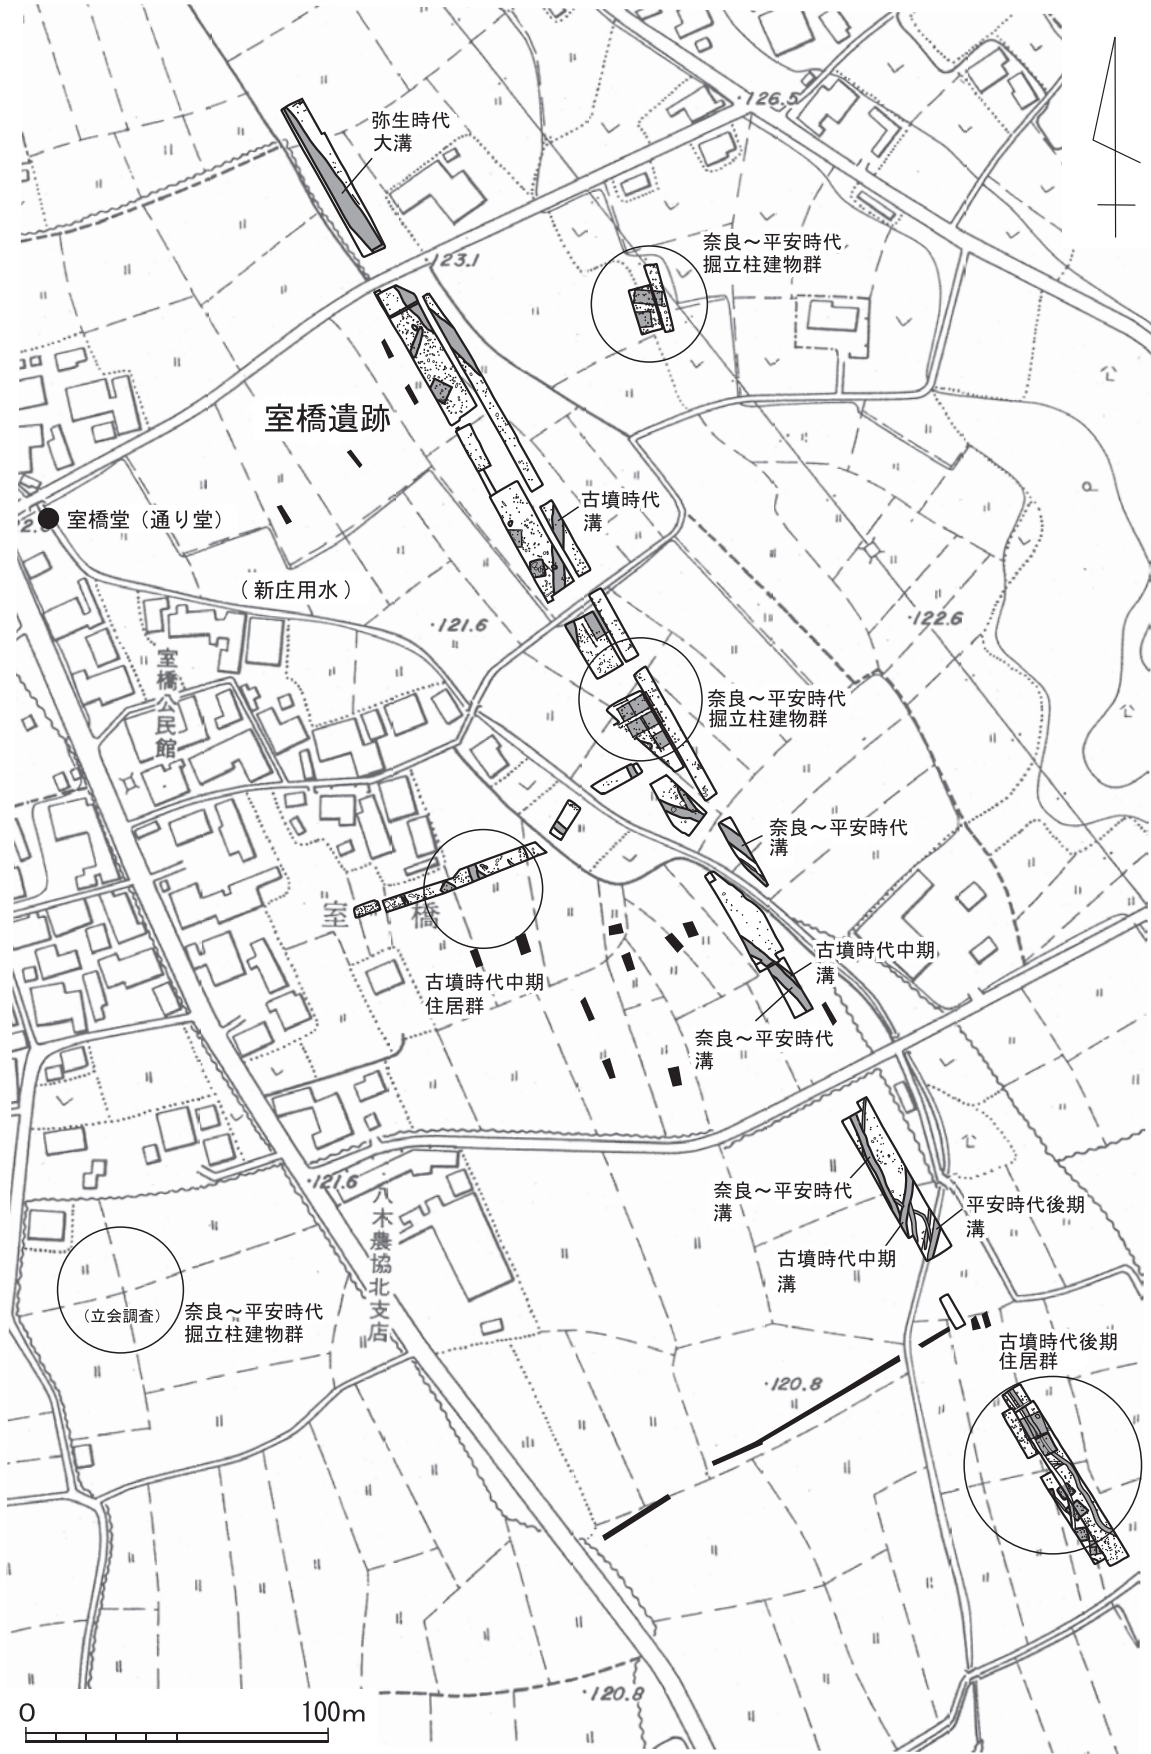 弥生時代
大溝
・126.5
・123.1
奈良～平安時代
掘立柱建物群
室橋遺跡
古墳時代
溝
室橋堂（通り堂）
（新庄用水）
・121.6
・122.6
室橋公民館
奈良～平安時代
掘立柱建物群
奈良～平安時代
溝
室橋
古墳時代中期
住居群
古墳時代中期
溝
奈良～平安時代
溝
奈良～平安時代
溝
平安時代後期
溝
古墳時代中期
溝
・121.6
八木農協北支店
（立会調査）
奈良～平安時代
掘立柱建物群
古墳時代後期
住居群
・120.8
・120.8
0
100m